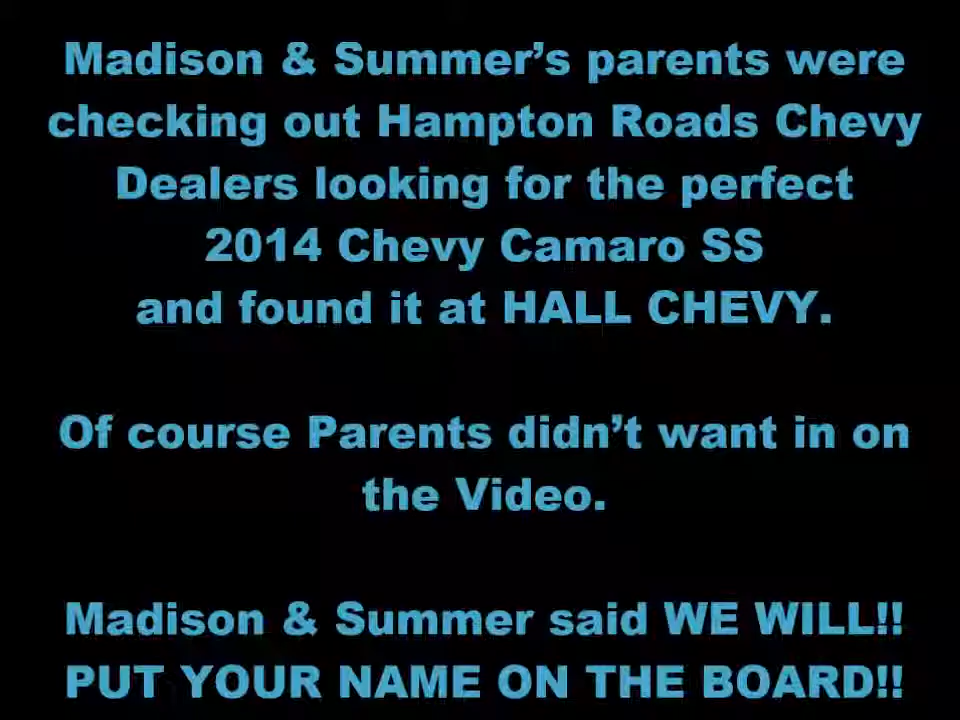 Madison & Summer’s parents were
checking out Hampton Roads Chevy
Dealers looking for the perfect
2014 Chevy Camaro SS
and found it at HALL CHEVY.
Of course Parents didn’t want in on
the Video.
Madison & Summer said WE WILL!!
PUT YOUR NAME ON THE BOARD!!